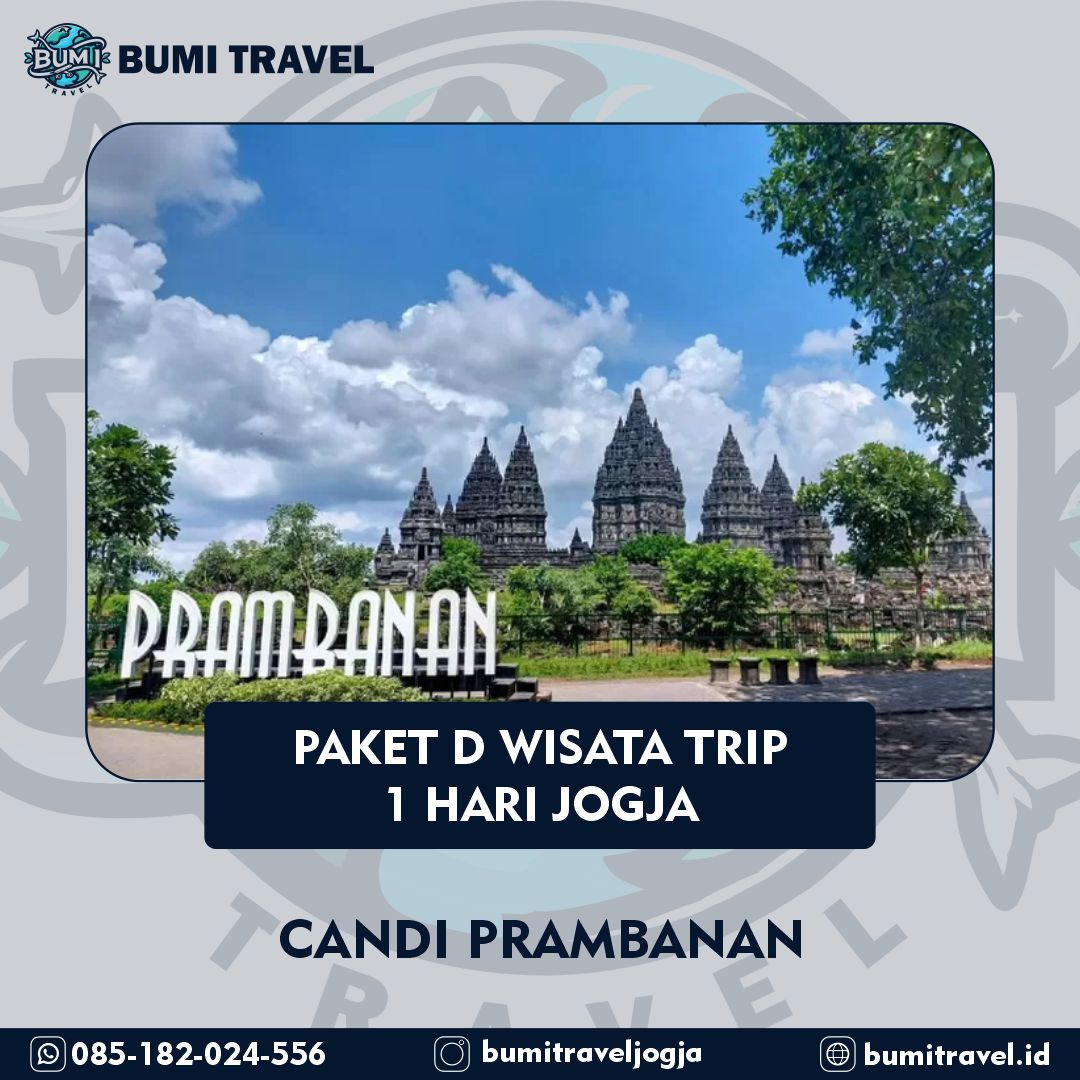 BUMI
TRAVEL
BUMI TRAVEL
PRAMBANAN
PAKET D WISATA TRIP
1 HARI JOGJA
TRAVEL
CANDI PRAMBANAN
085-182-024-556
bumitraveljogja
bumitravel.id